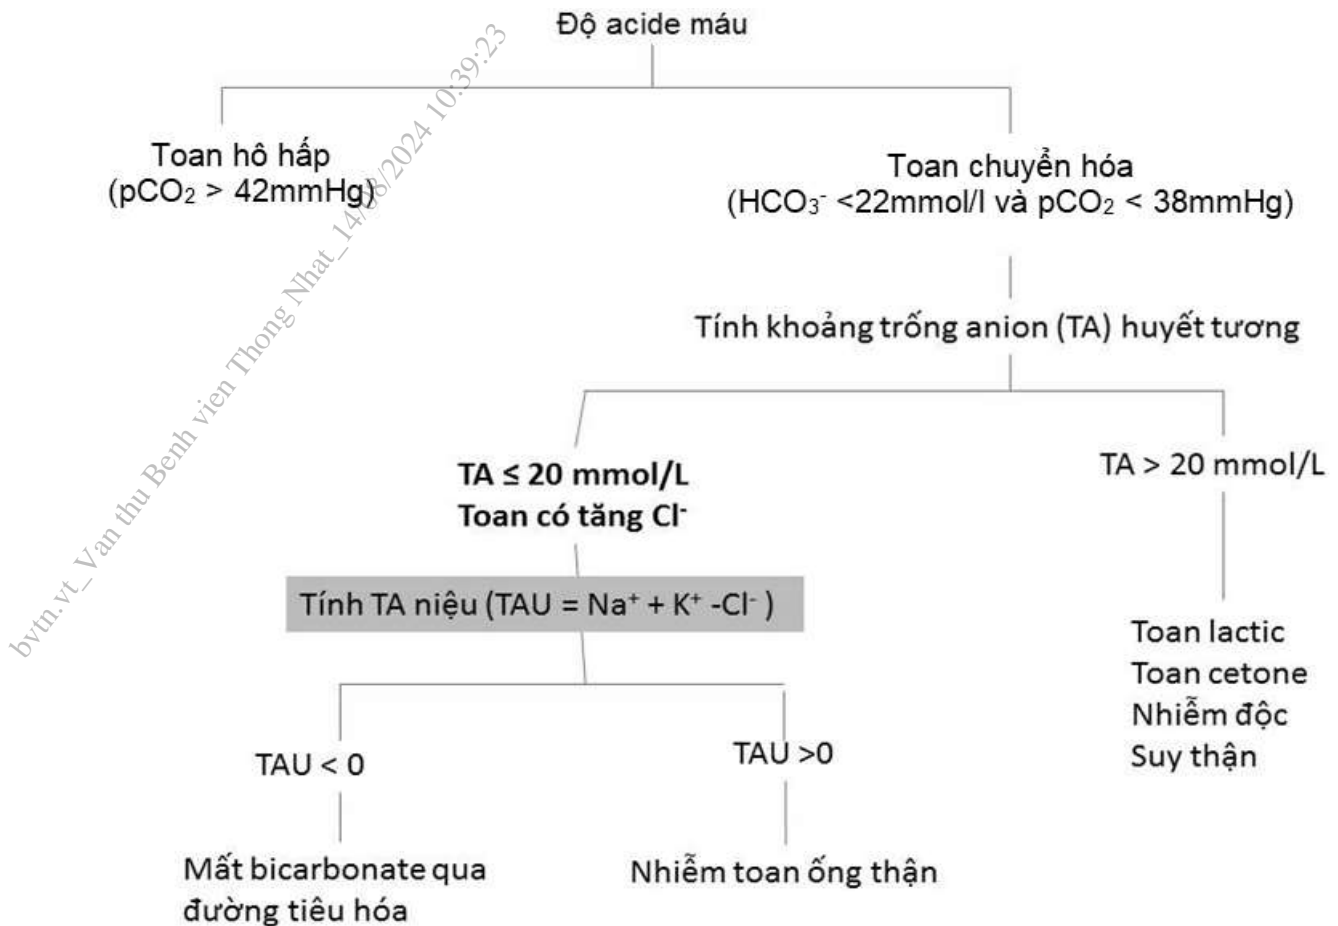 Độ acide máu
Toan hô hấp
(pCO₂ > 42mmHg)
Toan chuyển hóa
(HCO₃⁻ <22mmol/l và pCO₂ < 38mmHg)
Tính khoảng trống anion (TA) huyết tương
TA ≤ 20 mmol/L
Toan có tăng Cl⁻
TA > 20 mmol/L
Tính TA niệu (TAU = Na⁺ + K⁺ -Cl⁻ )
Toan lactic
Toan cetone
Nhiễm độc
Suy thận
TAU < 0
TAU >0
Mất bicarbonate qua
đường tiêu hóa
Nhiễm toan ống thận
bvtn.vt_Van thu Benh vien Thong Nhat_14/08/2024 10:39:23